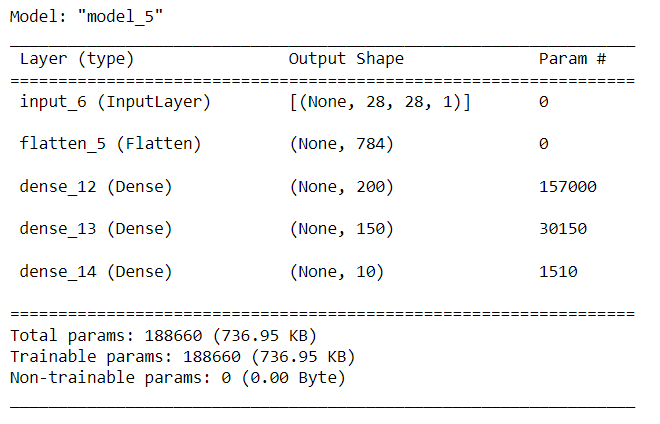 Model: "model_5"
Layer (type) Output Shape Param #
input_6 (InputLayer) [(None, 28, 28, 1)] 0
flatten_5 (Flatten) (None, 784) 0
dense_12 (Dense) (None, 200) 157000
dense_13 (Dense) (None, 150) 30150
dense_14 (Dense) (None, 10) 1510
Total params: 188660 (736.95 KB)
Trainable params: 188660 (736.95 KB)
Non-trainable params: 0 (0.00 Byte)